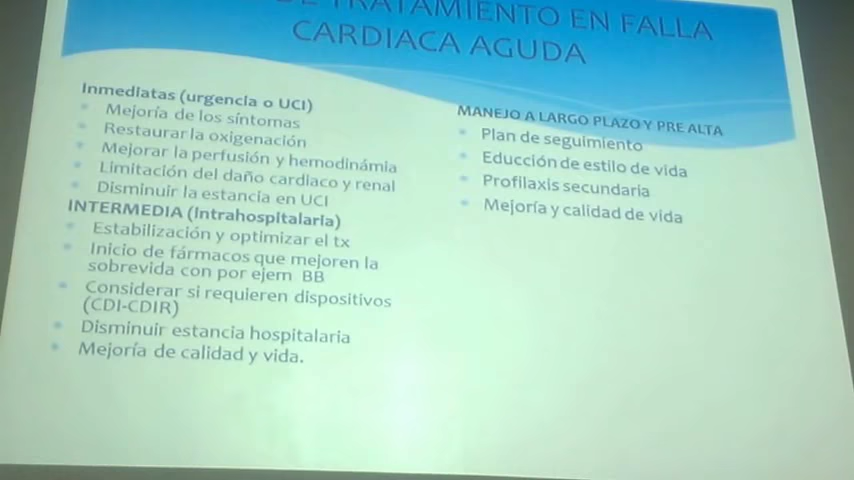 DE TRATAMIENTO EN FALLA
CARDIACA AGUDA
Inmediatas (urgencia o UCI)
Mejoría de los síntomas
Restaurar la oxigenación
Mejorar la perfusión y hemodinámia
Limitación del daño cardiaco y renal
Disminuir la estancia en UCI
INTERMEDIA (Intrahospitalaria)
Estabilización y optimizar el tx
Inicio de fármacos que mejoren la
sobrevida con por ejem BB
Considerar si requieren dispositivos
(CDI-CDIR)
Disminuir estancia hospitalaria
Mejoría de calidad y vida.
MANEJO A LARGO PLAZO Y PRE ALTA
Plan de seguimiento
Educción de estilo de vida
Profilaxis secundaria
Mejoría y calidad de vida